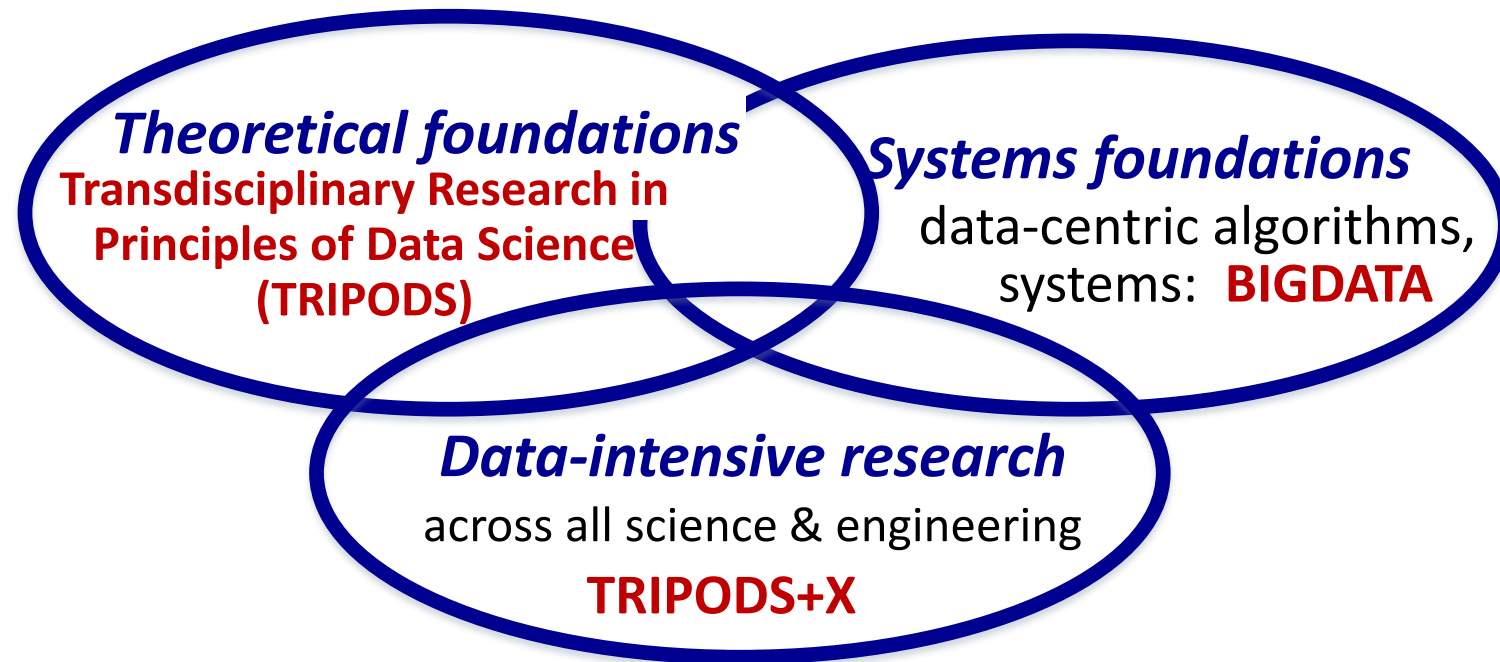 Theoretical foundations
Transdisciplinary Research in
Principles of Data Science
(TRIPODS)
Systems foundations
data-centric algorithms,
systems: BIGDATA
Data-intensive research
across all science & engineering
TRIPODS+X